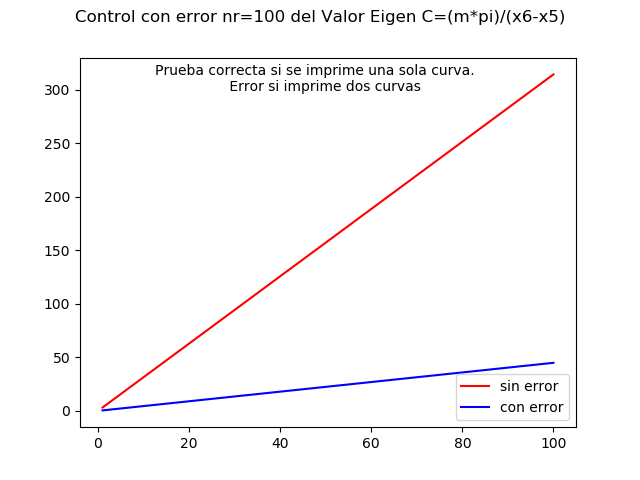 Control con error nr=100 del Valor Eigen C=(m*pi)/(x6-x5)
Prueba correcta si se imprime una sola curva.
Error si imprime dos curvas
300
250
200
150
100
50
0
sin error
con error
0 20 40 60 80 100